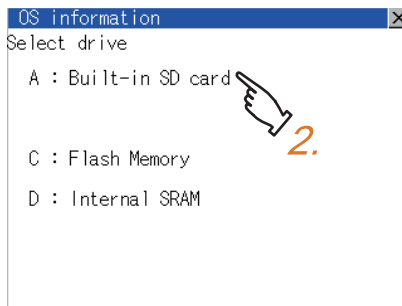 OS information
Select drive
A : Built-in SD card
2.
C : Flash Memory
D : Internal SRAM